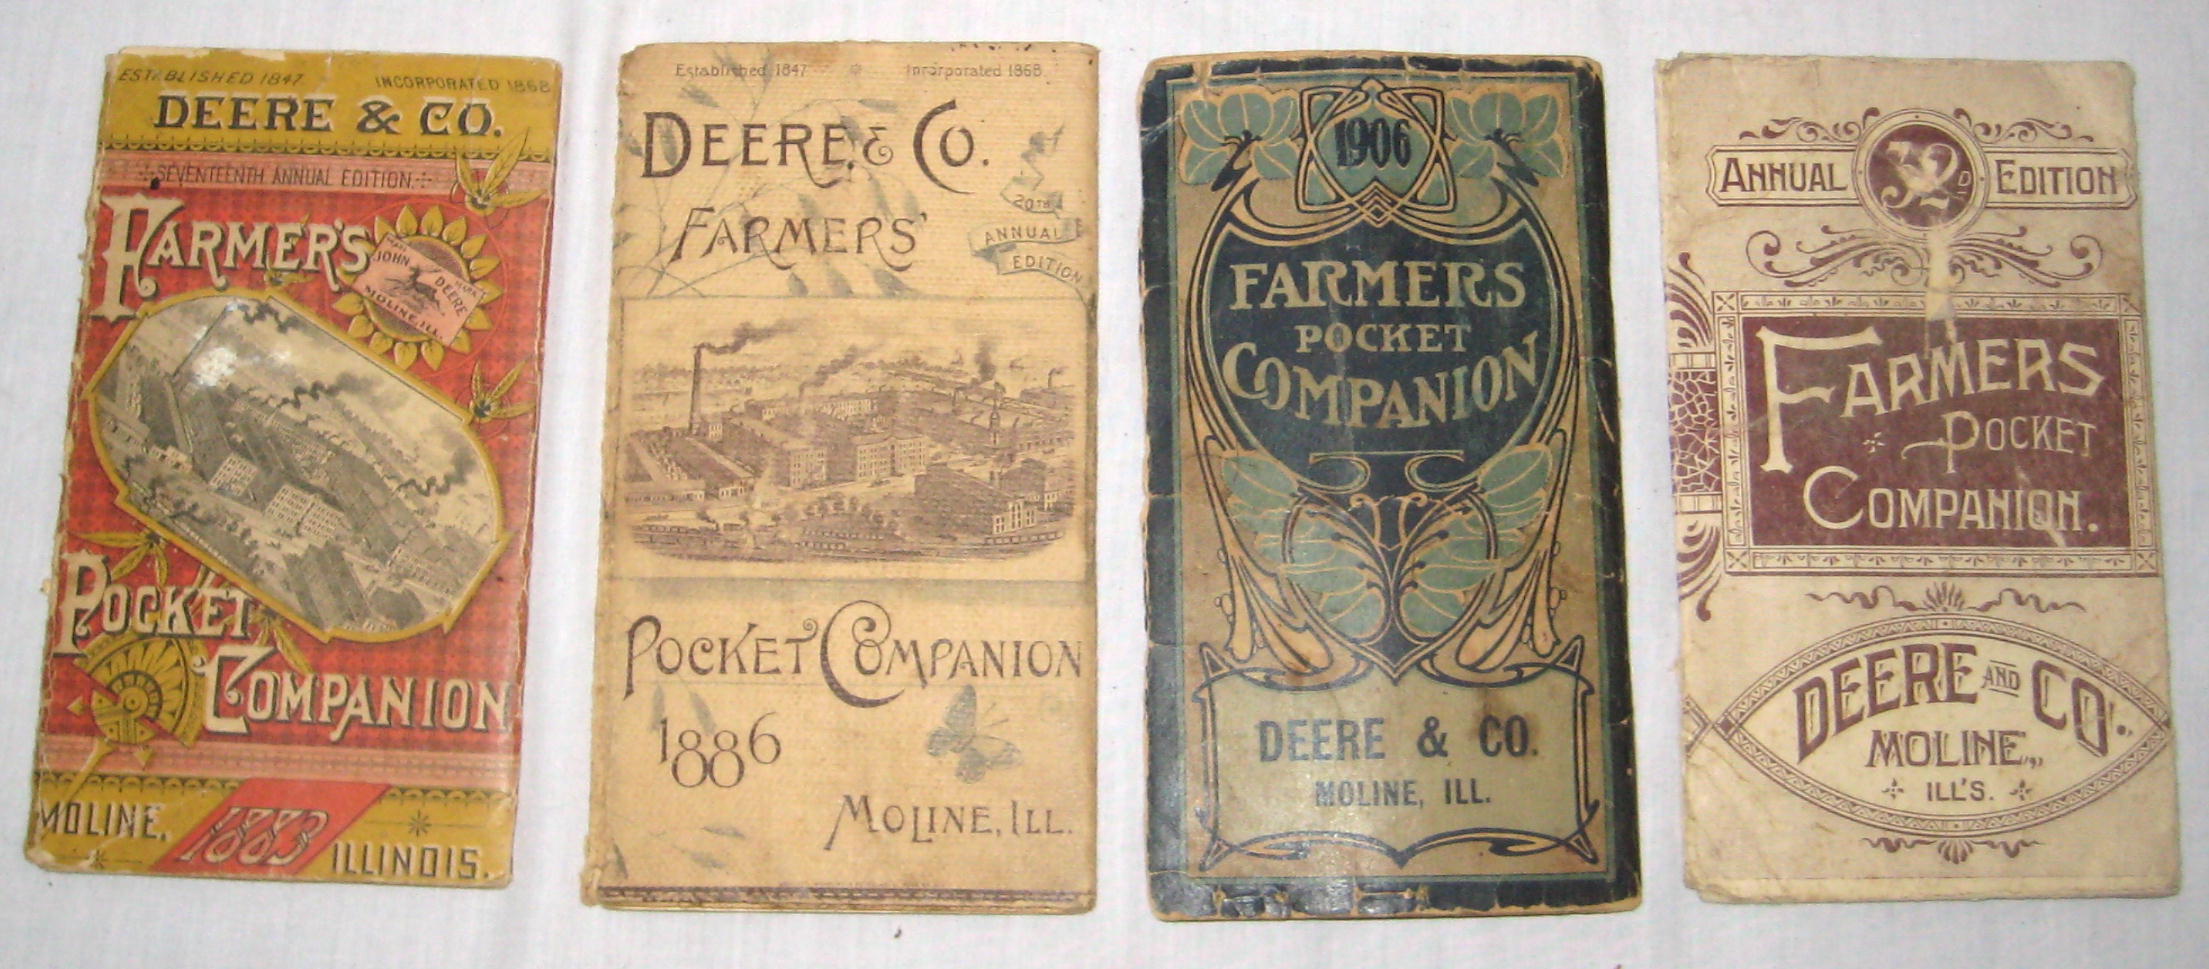 ESTABLISHED 1847 INCORPORATED 1868
DEERE & CO.
SEVENTEENTH ANNUAL EDITION.
FARMER'S
TRADE MARK
JOHN DEERE
MOLINE, ILL.
POCKET
COMPANION
MOLINE, 1883 ILLINOIS.
Established 1847 Incorporated 1868.
DEERE & CO.
FARMERS'
20TH
ANNUAL
EDITION
POCKET COMPANION
1886
MOLINE, ILL.
1906
FARMERS
POCKET
COMPANION
DEERE & CO.
MOLINE, ILL.
ANNUAL 32D EDITION
FARMERS
POCKET
COMPANION.
DEERE AND CO.
MOLINE,
ILL'S.